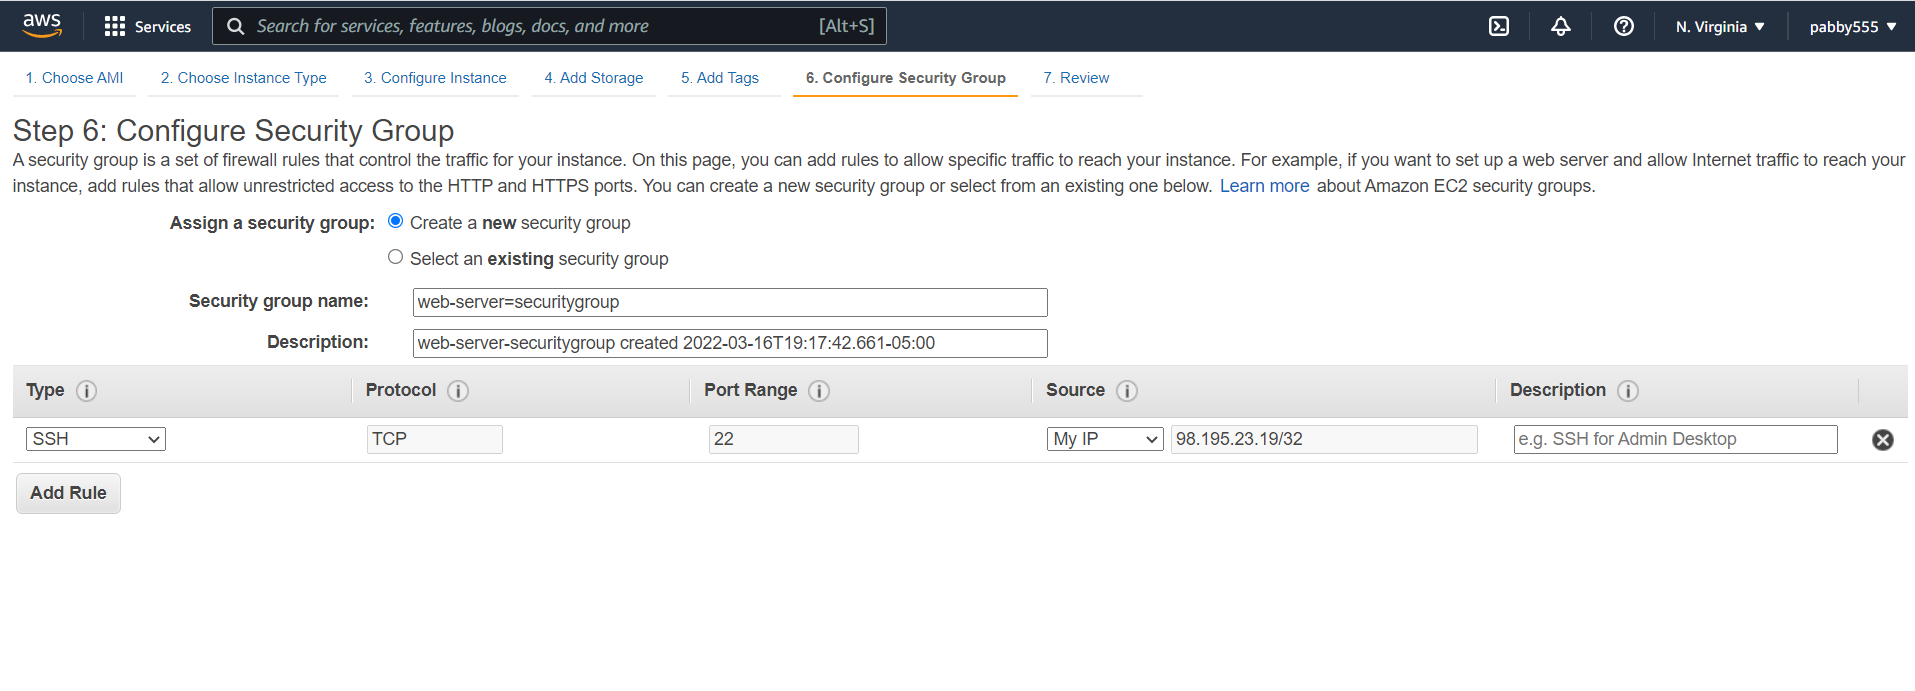 aws Services Search for services, features, blogs, docs, and more [Alt+S] N. Virginia ▼ pabby555 ▼
1. Choose AMI 2. Choose Instance Type 3. Configure Instance 4. Add Storage 5. Add Tags 6. Configure Security Group 7. Review
Step 6: Configure Security Group
A security group is a set of firewall rules that control the traffic for your instance. On this page, you can add rules to allow specific traffic to reach your instance. For example, if you want to set up a web server and allow Internet traffic to reach your
instance, add rules that allow unrestricted access to the HTTP and HTTPS ports. You can create a new security group or select from an existing one below. Learn more about Amazon EC2 security groups.
Assign a security group: Create a new security group
Select an existing security group
Security group name: web-server=securitygroup
Description: web-server-securitygroup created 2022-03-16T19:17:42.661-05:00
Type i Protocol i Port Range i Source i Description i
SSH TCP 22 My IP 98.195.23.19/32 e.g. SSH for Admin Desktop
Add Rule